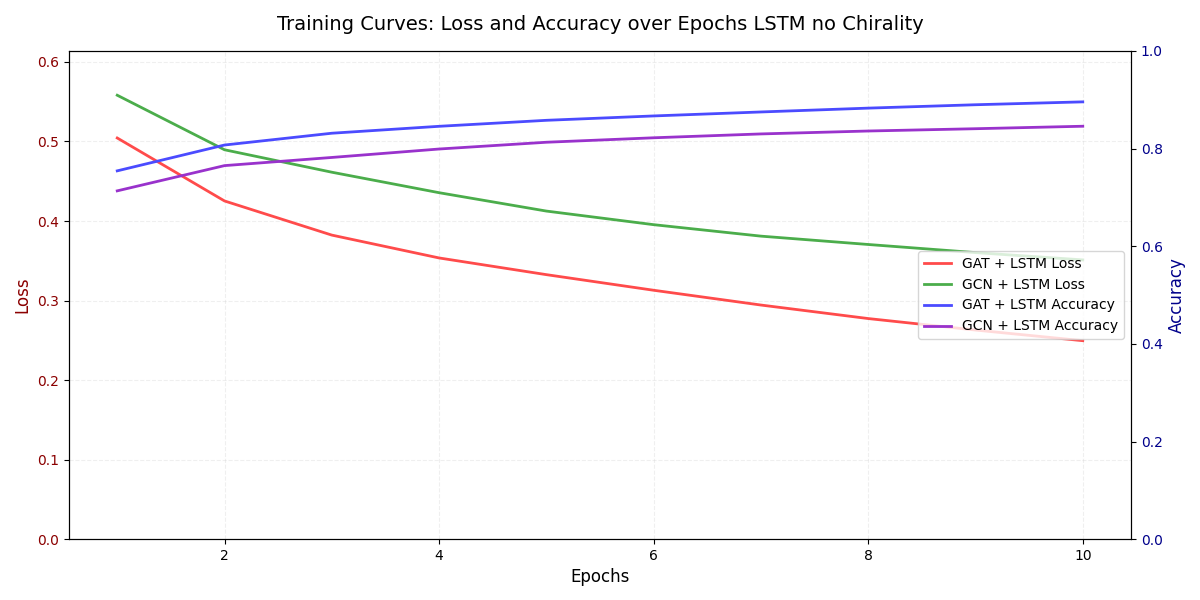 Training Curves: Loss and Accuracy over Epochs LSTM no Chirality
0.6
0.5
0.4
0.3
0.2
0.1
0.0
Loss
1.0
0.8
0.6
0.4
0.2
0.0
Accuracy
GAT + LSTM Loss
GCN + LSTM Loss
GAT + LSTM Accuracy
GCN + LSTM Accuracy
2 4 6 8 10
Epochs